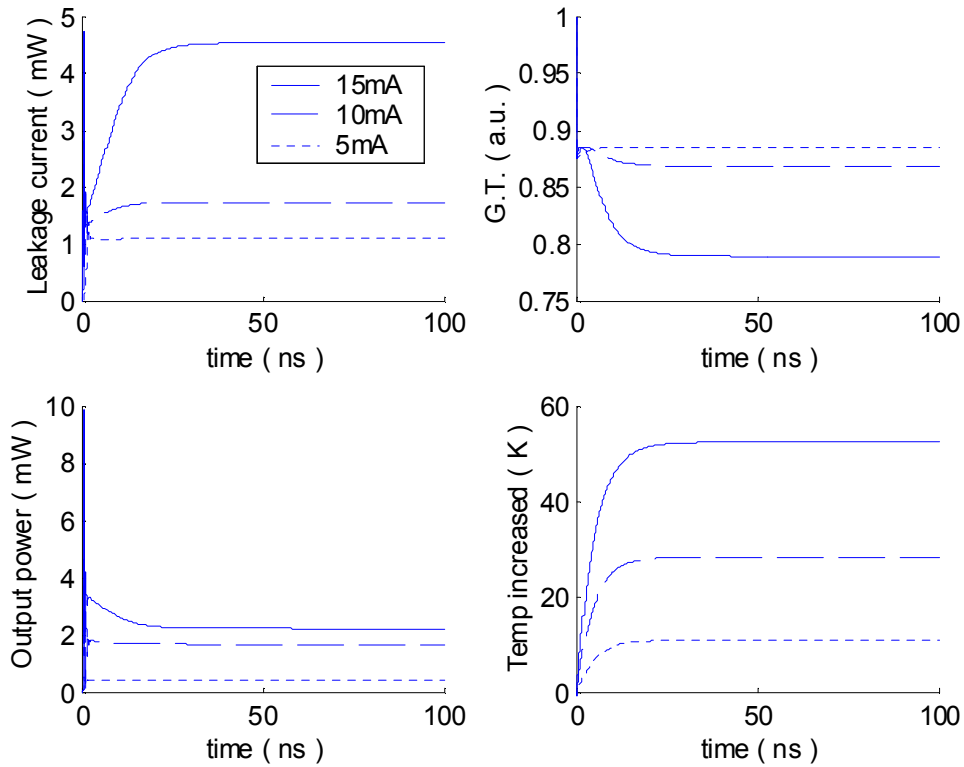 Leakage current ( mW )
5
4
3
2
1
0
15mA
10mA
5mA
0 50 100
time ( ns )
G.T. ( a.u. )
1
0.95
0.9
0.85
0.8
0.75
0 50 100
time ( ns )
Output power ( mW )
10
8
6
4
2
0
0 50 100
time ( ns )
Temp increased ( K )
60
40
20
0
0 50 100
time ( ns )